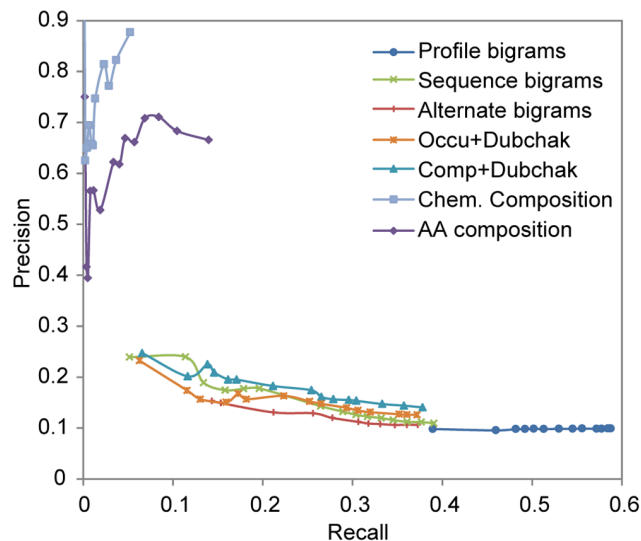 0.9
0.8
0.7
0.6
0.5
0.4
0.3
0.2
0.1
0
Precision
Profile bigrams
Sequence bigrams
Alternate bigrams
Occu+Dubchak
Comp+Dubchak
Chem. Composition
AA composition
0 0.1 0.2 0.3 0.4 0.5 0.6
Recall